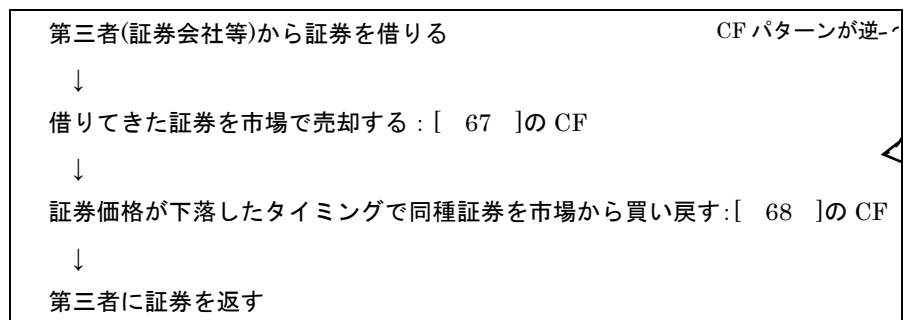 第三者(証券会社等)から証券を借りる
CF パターンが逆
↓
借りてきた証券を市場で売却する：[　67　]の CF
↓
証券価格が下落したタイミングで同種証券を市場から買い戻す:[　68　]の CF
↓
第三者に証券を返す